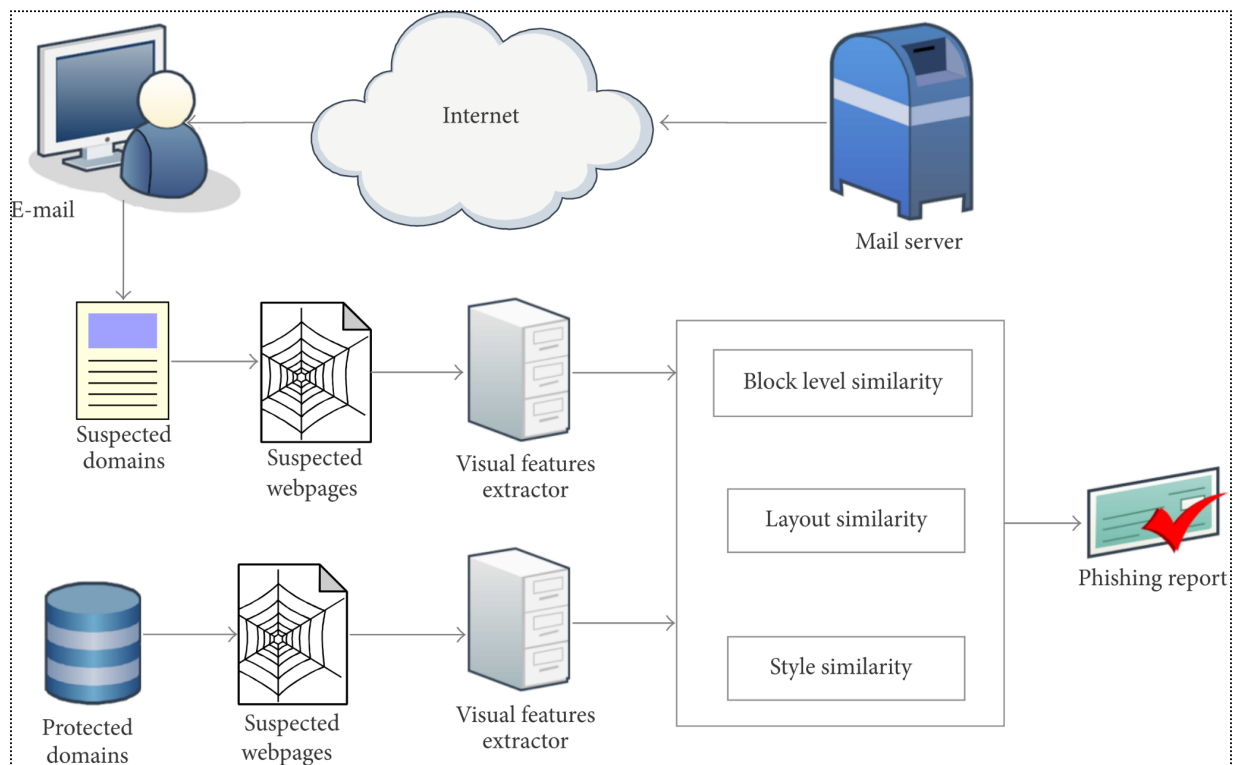 Internet
E-mail
Mail server
Suspected
domains
Suspected
webpages
Visual features
extractor
Block level similarity
Layout similarity
Style similarity
Phishing report
Protected
domains
Suspected
webpages
Visual features
extractor